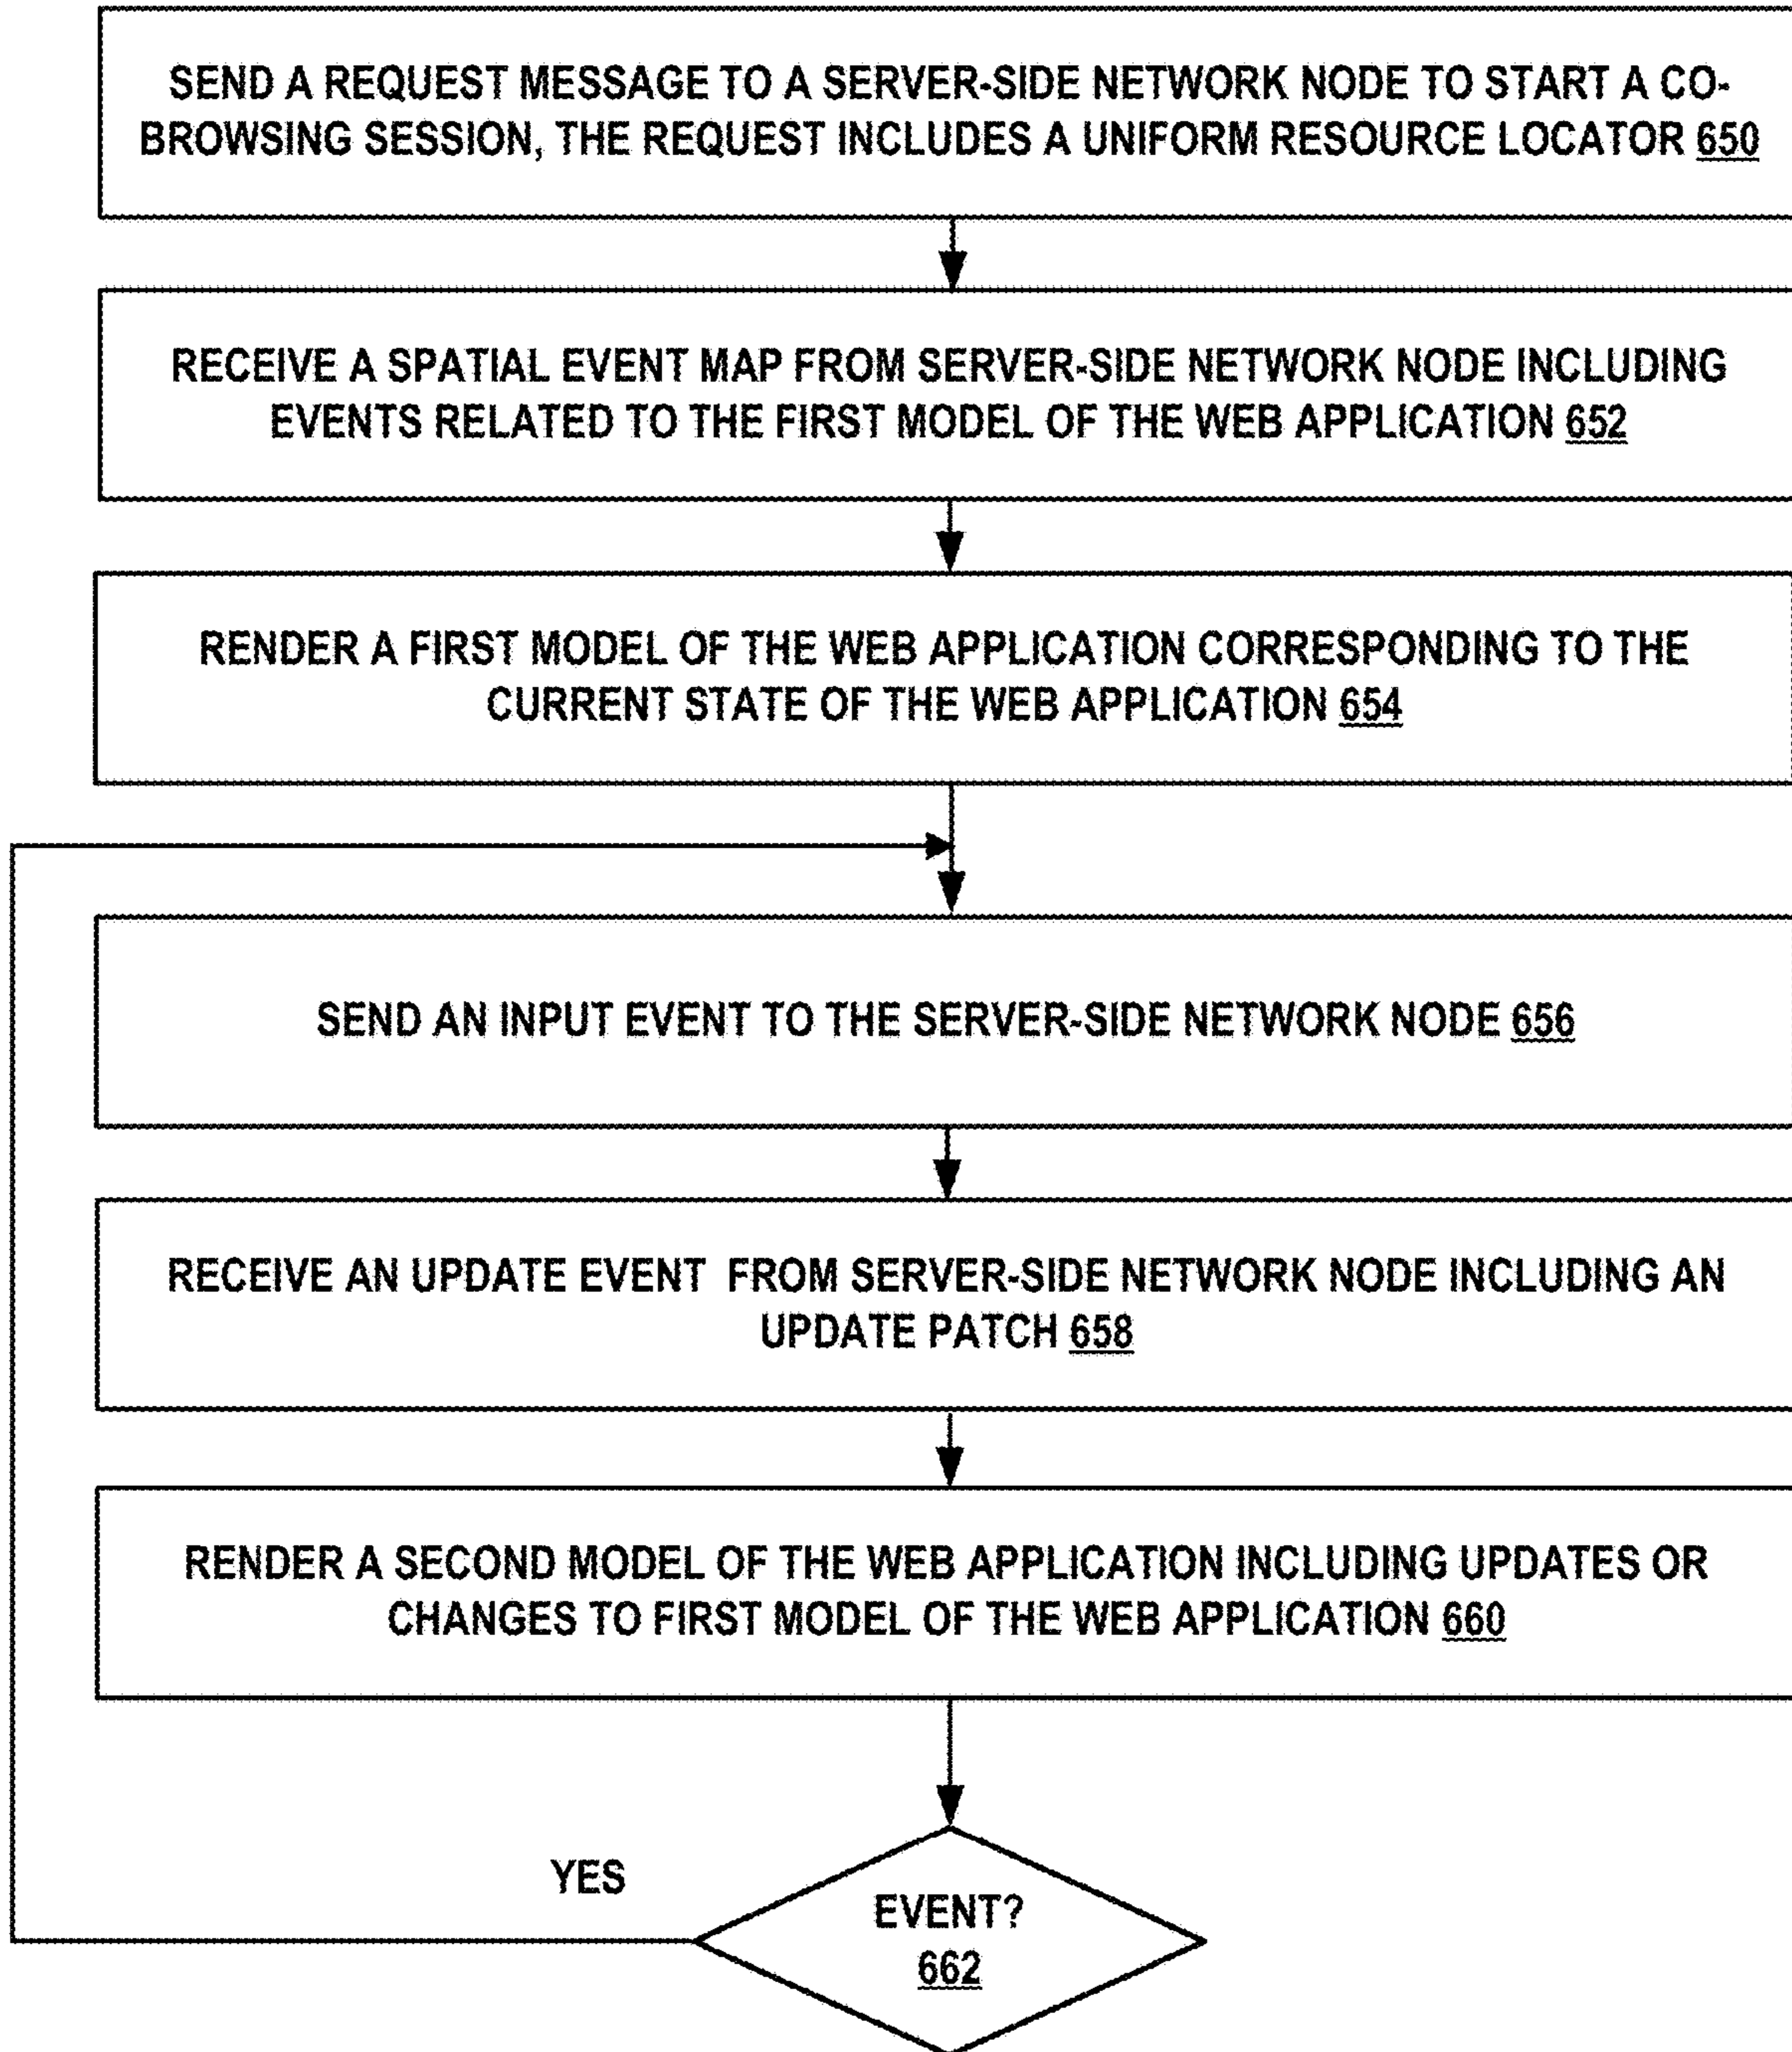 SEND A REQUEST MESSAGE TO A SERVER-SIDE NETWORK NODE TO START A CO-
BROWSING SESSION, THE REQUEST INCLUDES A UNIFORM RESOURCE LOCATOR 650
RECEIVE A SPATIAL EVENT MAP FROM SERVER-SIDE NETWORK NODE INCLUDING
EVENTS RELATED TO THE FIRST MODEL OF THE WEB APPLICATION 652
RENDER A FIRST MODEL OF THE WEB APPLICATION CORRESPONDING TO THE
CURRENT STATE OF THE WEB APPLICATION 654
SEND AN INPUT EVENT TO THE SERVER-SIDE NETWORK NODE 656
RECEIVE AN UPDATE EVENT FROM SERVER-SIDE NETWORK NODE INCLUDING AN
UPDATE PATCH 658
RENDER A SECOND MODEL OF THE WEB APPLICATION INCLUDING UPDATES OR
CHANGES TO FIRST MODEL OF THE WEB APPLICATION 660
YES
EVENT?
662